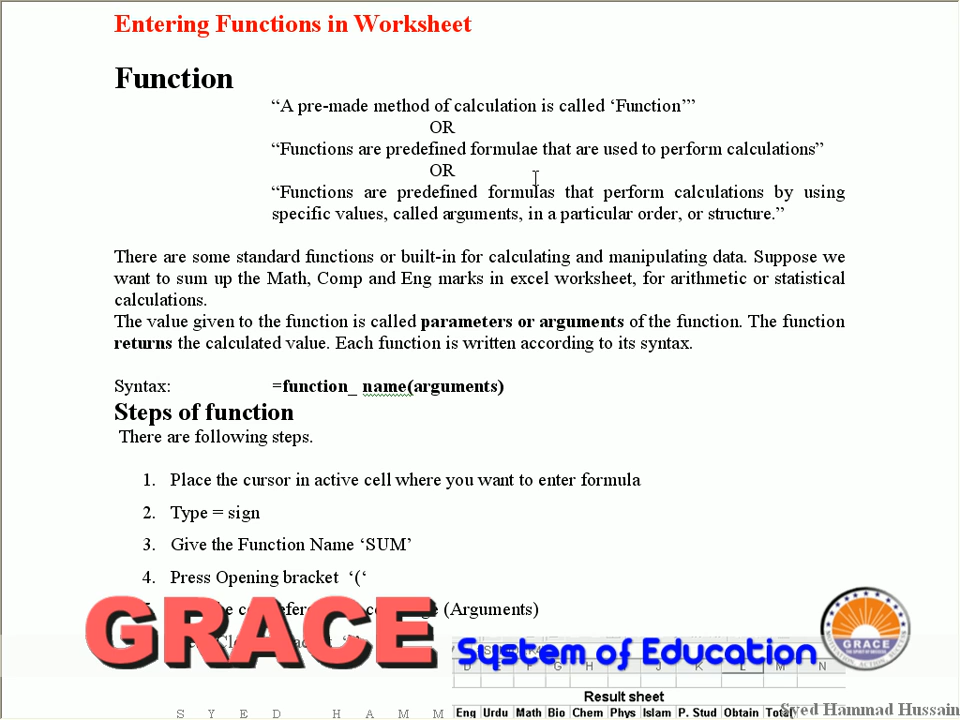 Entering Functions in Worksheet
Function
“A pre-made method of calculation is called ‘Function’”
OR
“Functions are predefined formulae that are used to perform calculations”
OR
“Functions are predefined formulas that perform calculations by using
specific values, called arguments, in a particular order, or structure.”
There are some standard functions or built-in for calculating and manipulating data. Suppose we
want to sum up the Math, Comp and Eng marks in excel worksheet, for arithmetic or statistical
calculations.
The value given to the function is called parameters or arguments of the function. The function
returns the calculated value. Each function is written according to its syntax.
Syntax: =function_ name(arguments)
Steps of function
There are following steps.
1. Place the cursor in active cell where you want to enter formula
2. Type = sign
3. Give the Function Name ‘SUM’
4. Press Opening bracket ‘(‘
(Arguments)
GRACE
System of Education
GRACE
D E F G H J K L M N
Result sheet
Eng Urdu Math Bio Chem Phys Islam P. Stud Obtain Total
S Y E D H A M M
Syed Hammad Hussain